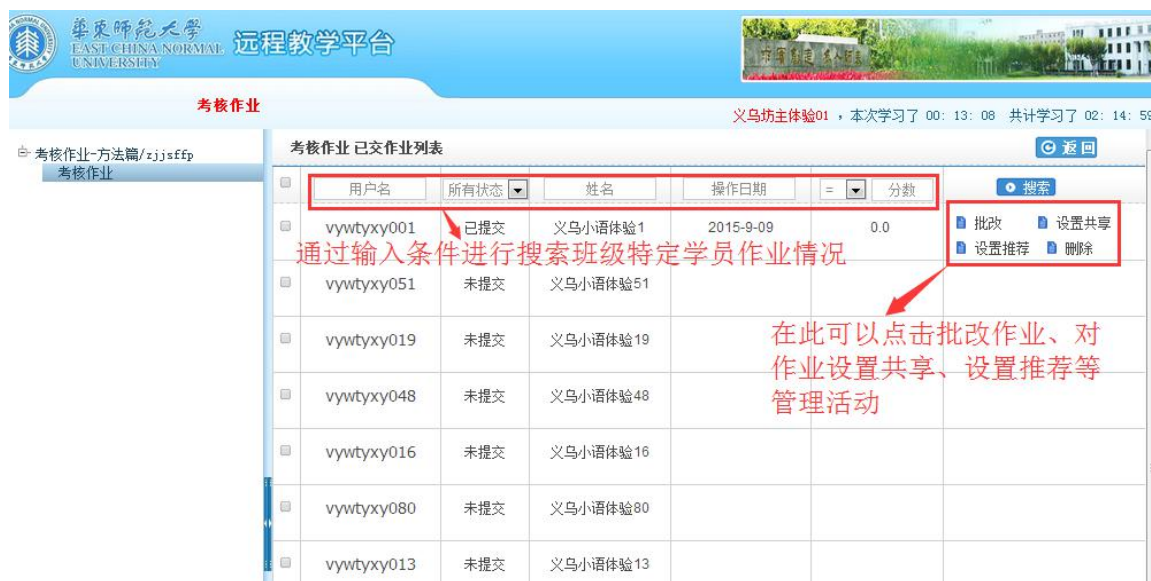 華東師範大學
EAST CHINA NORMAL
UNIVERSITY
远程教学平台
考核作业
义乌坊主体验01 ，本次学习了 00: 13: 08 共计学习了 02: 14: 59
考核作业-方法篇/zjjsffp
考核作业
考核作业 已交作业列表
返回
用户名 所有状态 姓名 操作日期 = 分数 搜索
vywtyxy001 已提交 义乌小语体验1 2015-9-09 0.0 批改 设置共享
设置推荐 删除
通过输入条件进行搜索班级特定学员作业情况
vywtyxy051 未提交 义乌小语体验51
在此可以点击批改作业、对
作业设置共享、设置推荐等
管理活动
vywtyxy019 未提交 义乌小语体验19
vywtyxy048 未提交 义乌小语体验48
vywtyxy016 未提交 义乌小语体验16
vywtyxy080 未提交 义乌小语体验80
vywtyxy013 未提交 义乌小语体验13